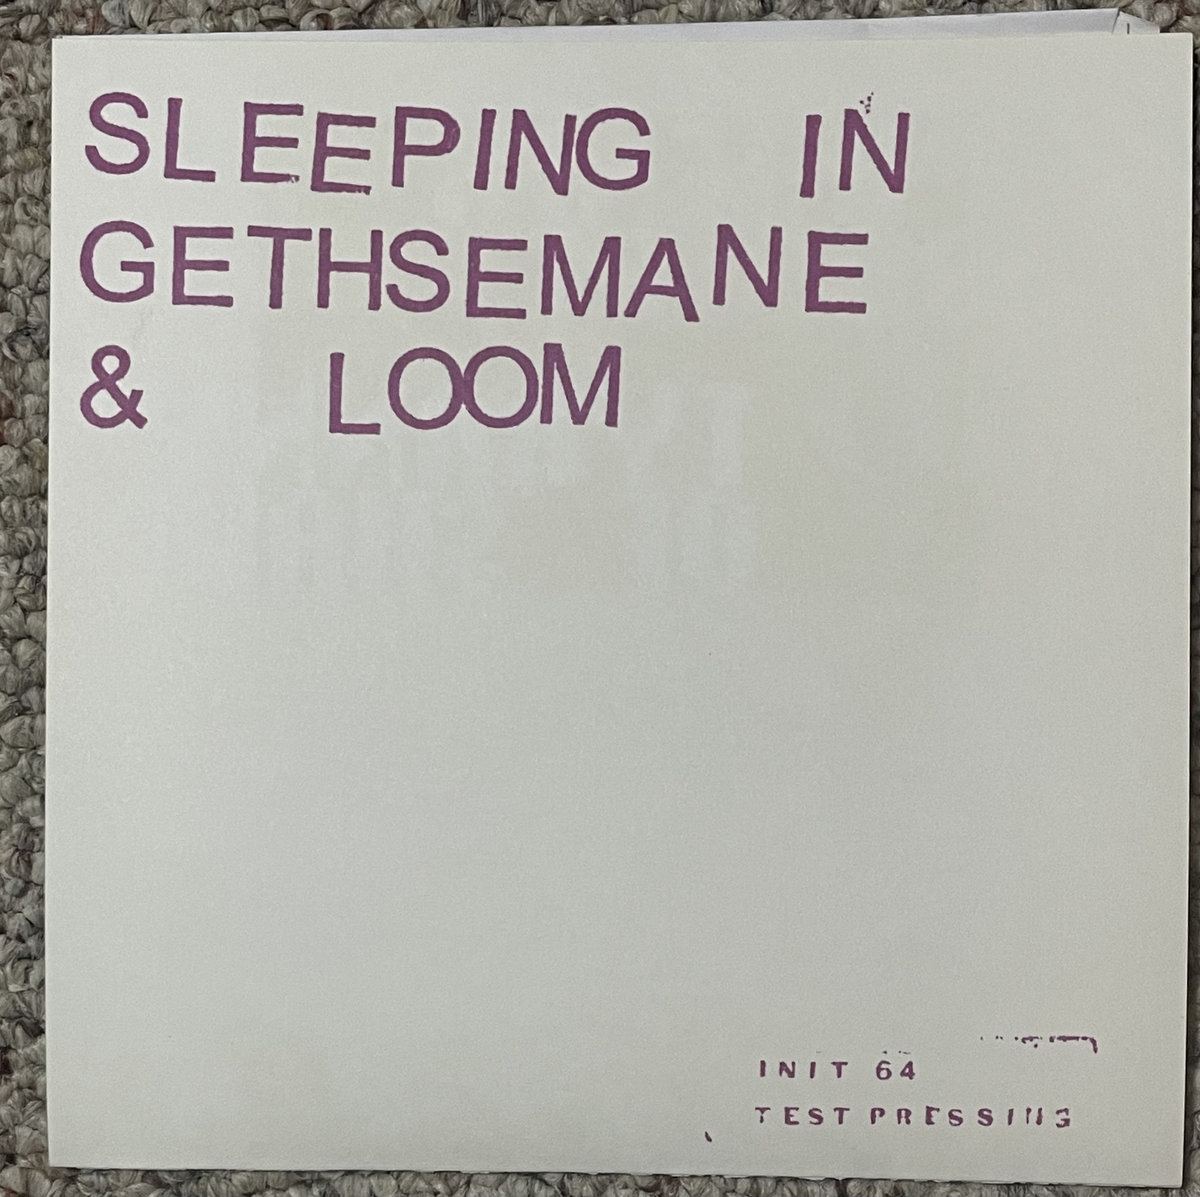 SLEEPING IN
GETHSEMANE
& LOOM
INIT 64
TEST PRESSING